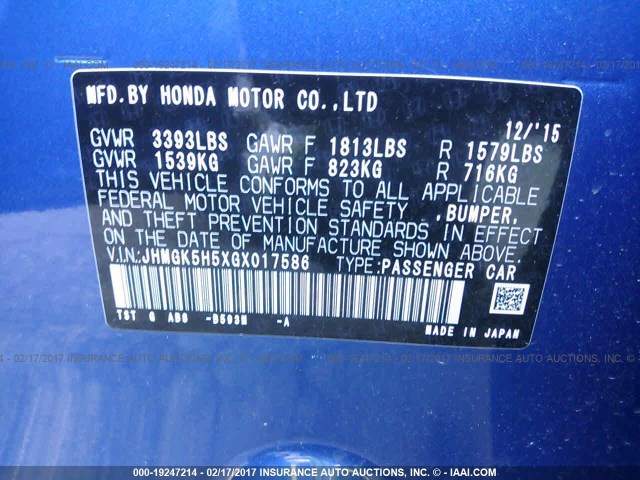 MFD.BY HONDA MOTOR CO.,LTD
12/'15
GVWR 3393LBS GAWR F 1813LBS R 1579LBS
GVWR 1539KG GAWR F 823KG R 716KG
THIS VEHICLE CONFORMS TO ALL APPLICABLE
FEDERAL MOTOR VEHICLE SAFETY ,BUMPER,
AND THEFT PREVENTION STANDARDS IN EFFECT
ON THE DATE OF MANUFACTURE SHOWN ABOVE.
V.I.N: JHMGK5H5XGX017586 TYPE: PASSENGER CAR
TST G AB8 -B593M -A
MADE IN JAPAN
000-19247214 - 02/17/2017 INSURANCE AUTO AUCTIONS, INC. © - IAAI.COM